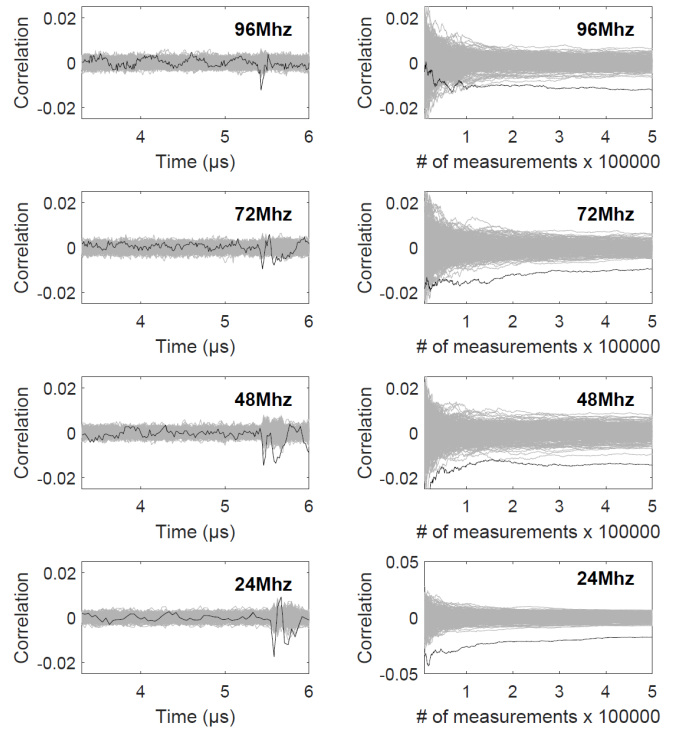 96Mhz
0.02
0
-0.02
Correlation
4
5
6
Time (µs)
96Mhz
0.02
0
-0.02
Correlation
1
2
3
4
5
# of measurements x 100000
72Mhz
0.02
0
-0.02
Correlation
4
5
6
Time (µs)
72Mhz
0.02
0
-0.02
Correlation
1
2
3
4
5
# of measurements x 100000
48Mhz
0.02
0
-0.02
Correlation
4
5
6
Time (µs)
48Mhz
0.02
0
-0.02
Correlation
1
2
3
4
5
# of measurements x 100000
24Mhz
0.02
0
-0.02
Correlation
4
5
6
Time (µs)
24Mhz
0.05
0
-0.05
Correlation
1
2
3
4
5
# of measurements x 100000